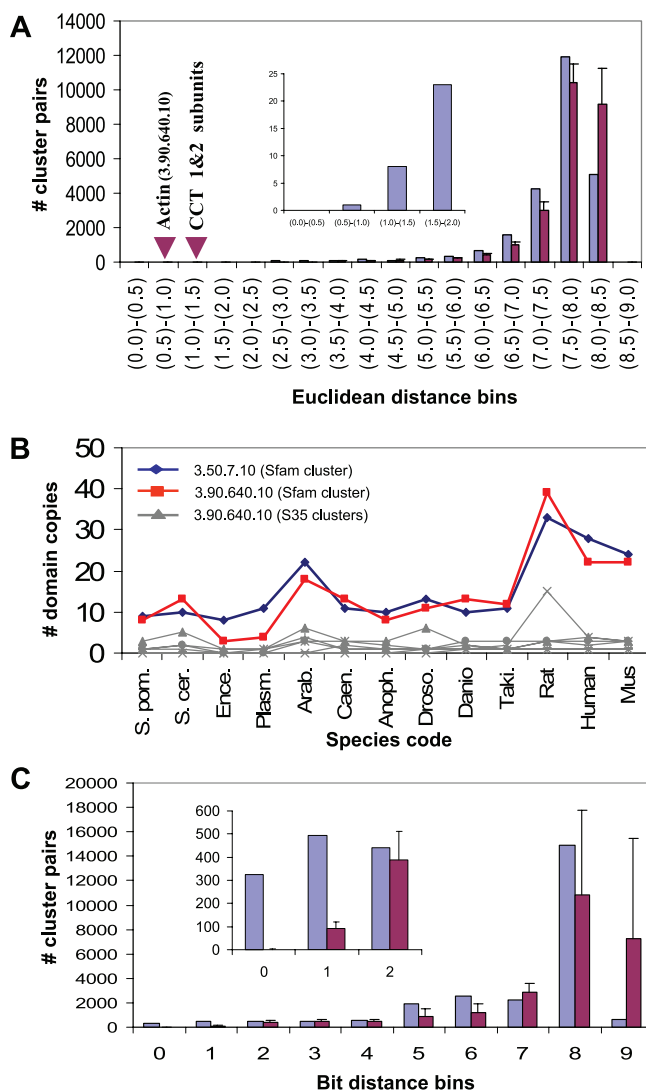 A
14000
12000
10000
8000
6000
4000
2000
0
# cluster pairs
Actin (3.90.640.10)
CCT 1&2 subunits
25
20
15
10
5
0
(0.0)-(0.5)
(0.5)-(1.0)
(1.0)-(1.5)
(1.5)-(2.0)
(0.0)-(0.5)
(0.5)-(1.0)
(1.0)-(1.5)
(1.5)-(2.0)
(2.0)-(2.5)
(2.5)-(3.0)
(3.0)-(3.5)
(3.5)-(4.0)
(4.0)-(4.5)
(4.5)-(5.0)
(5.0)-(5.5)
(5.5)-(6.0)
(6.0)-(6.5)
(6.5)-(7.0)
(7.0)-(7.5)
(7.5)-(8.0)
(8.0)-(8.5)
(8.5)-(9.0)
Euclidean distance bins
B
50
40
30
20
10
0
# domain copies
3.50.7.10 (Sfam cluster)
3.90.640.10 (Sfam cluster)
3.90.640.10 (S35 clusters)
S. pom.
S. cer.
Ence.
Plasm.
Arab.
Caen.
Anoph.
Droso.
Danio
Taki.
Rat
Human
Mus
Species code
C
20000
18000
16000
14000
12000
10000
8000
6000
4000
2000
0
# cluster pairs
600
500
400
300
200
100
0
0 1 2
0 1 2 3 4 5 6 7 8 9
Bit distance bins